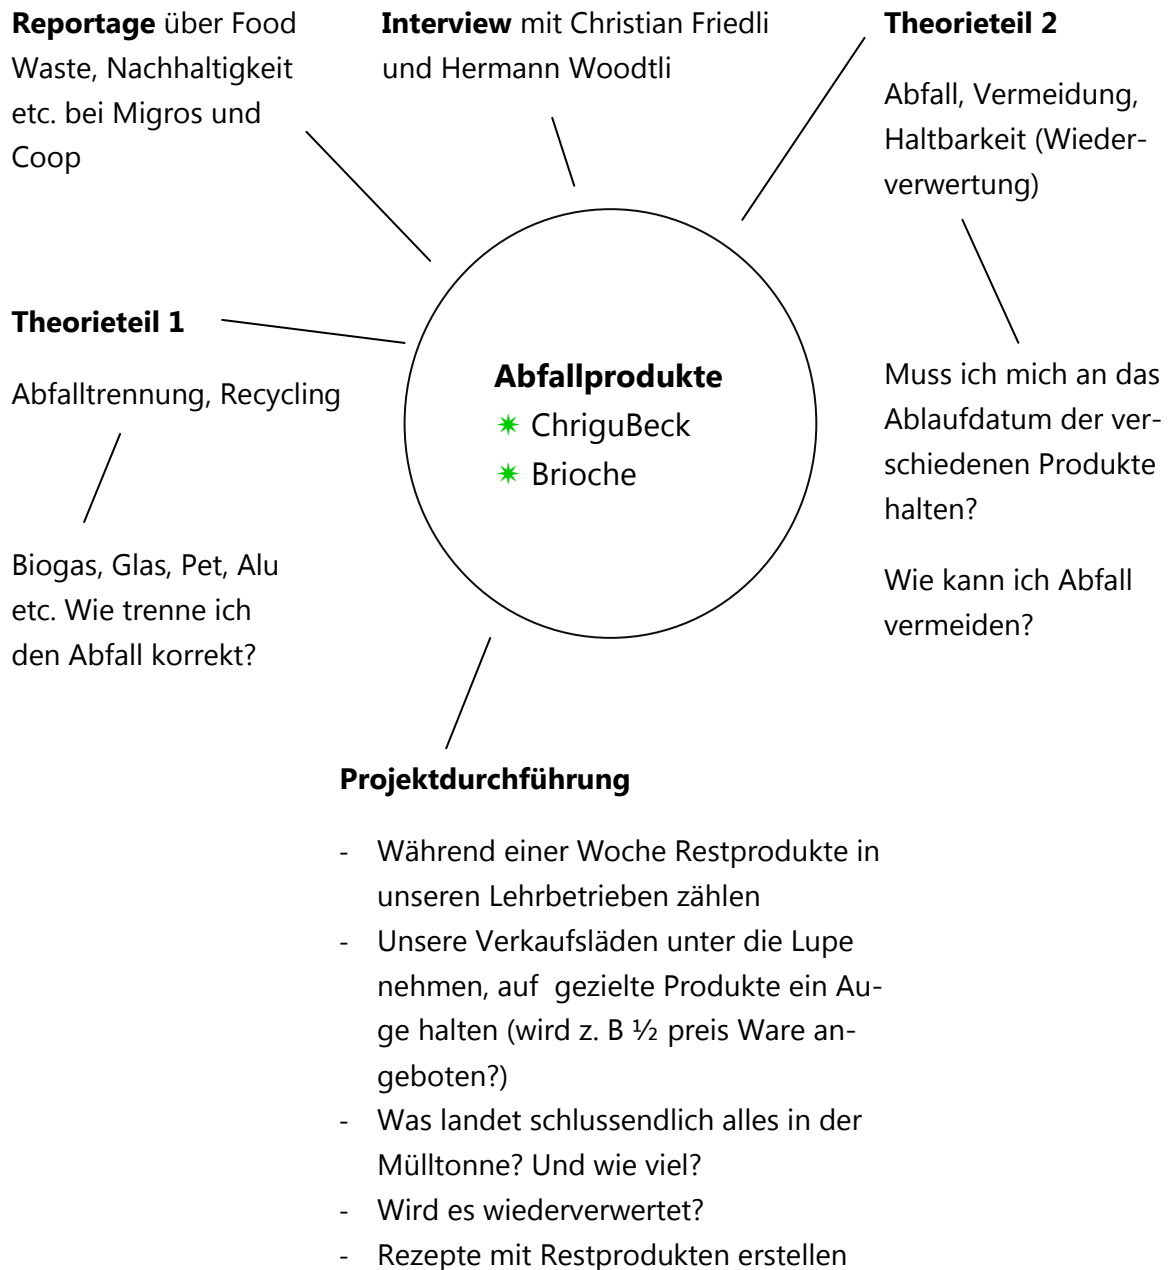 Reportage über Food
Waste, Nachhaltigkeit
etc. bei Migros und
Coop
Interview mit Christian Friedli
und Hermann Woodtli
Theorieteil 2
Abfall, Vermeidung,
Haltbarkeit (Wieder-
verwertung)
Theorieteil 1
Abfalltrennung, Recycling
Abfallprodukte
ChriguBeck
Brioche
Muss ich mich an das
Ablaufdatum der ver-
schiedenen Produkte
halten?
Wie kann ich Abfall
vermeiden?
Biogas, Glas, Pet, Alu
etc. Wie trenne ich
den Abfall korrekt?
Projektdurchführung
- Während einer Woche Restprodukte in
unseren Lehrbetrieben zählen
- Unsere Verkaufsläden unter die Lupe
nehmen, auf  gezielte Produkte ein Au-
ge halten (wird z. B ½ preis Ware an-
geboten?)
- Was landet schlussendlich alles in der
Mülltonne? Und wie viel?
- Wird es wiederverwertet?
- Rezepte mit Restprodukten erstellen